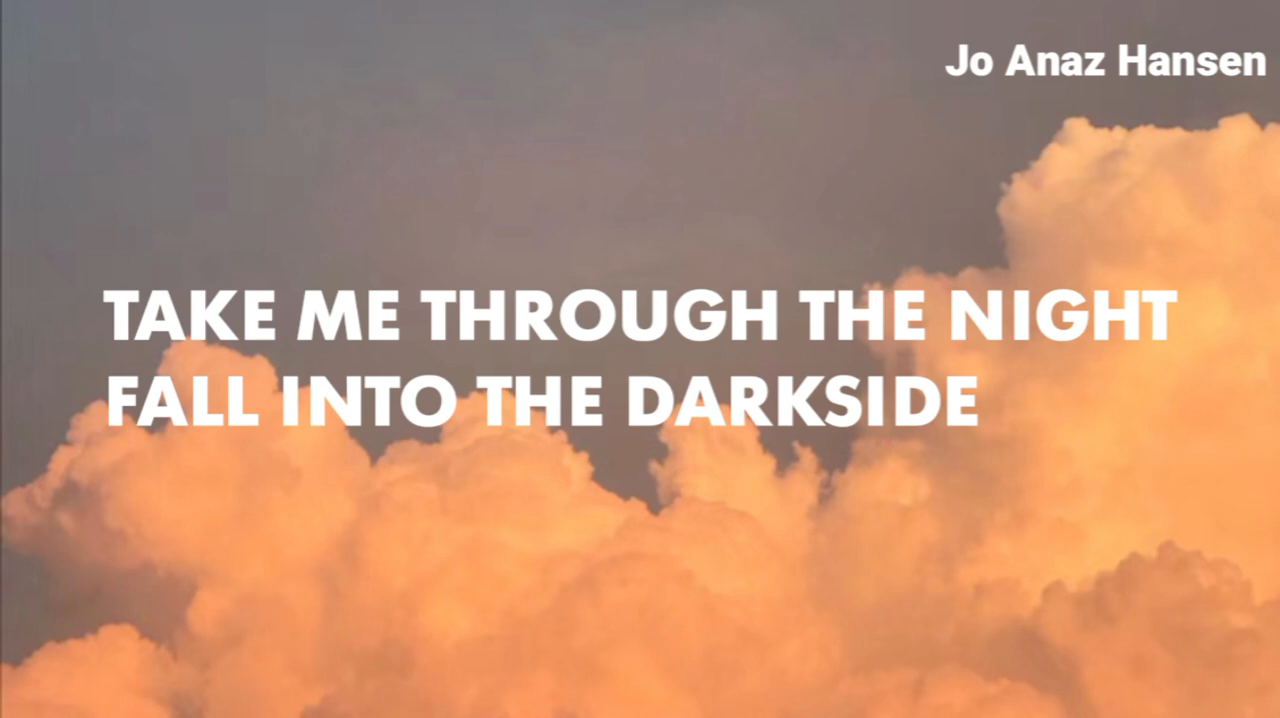 Jo Anaz Hansen
TAKE ME THROUGH THE NIGHT
FALL INTO THE DARKSIDE